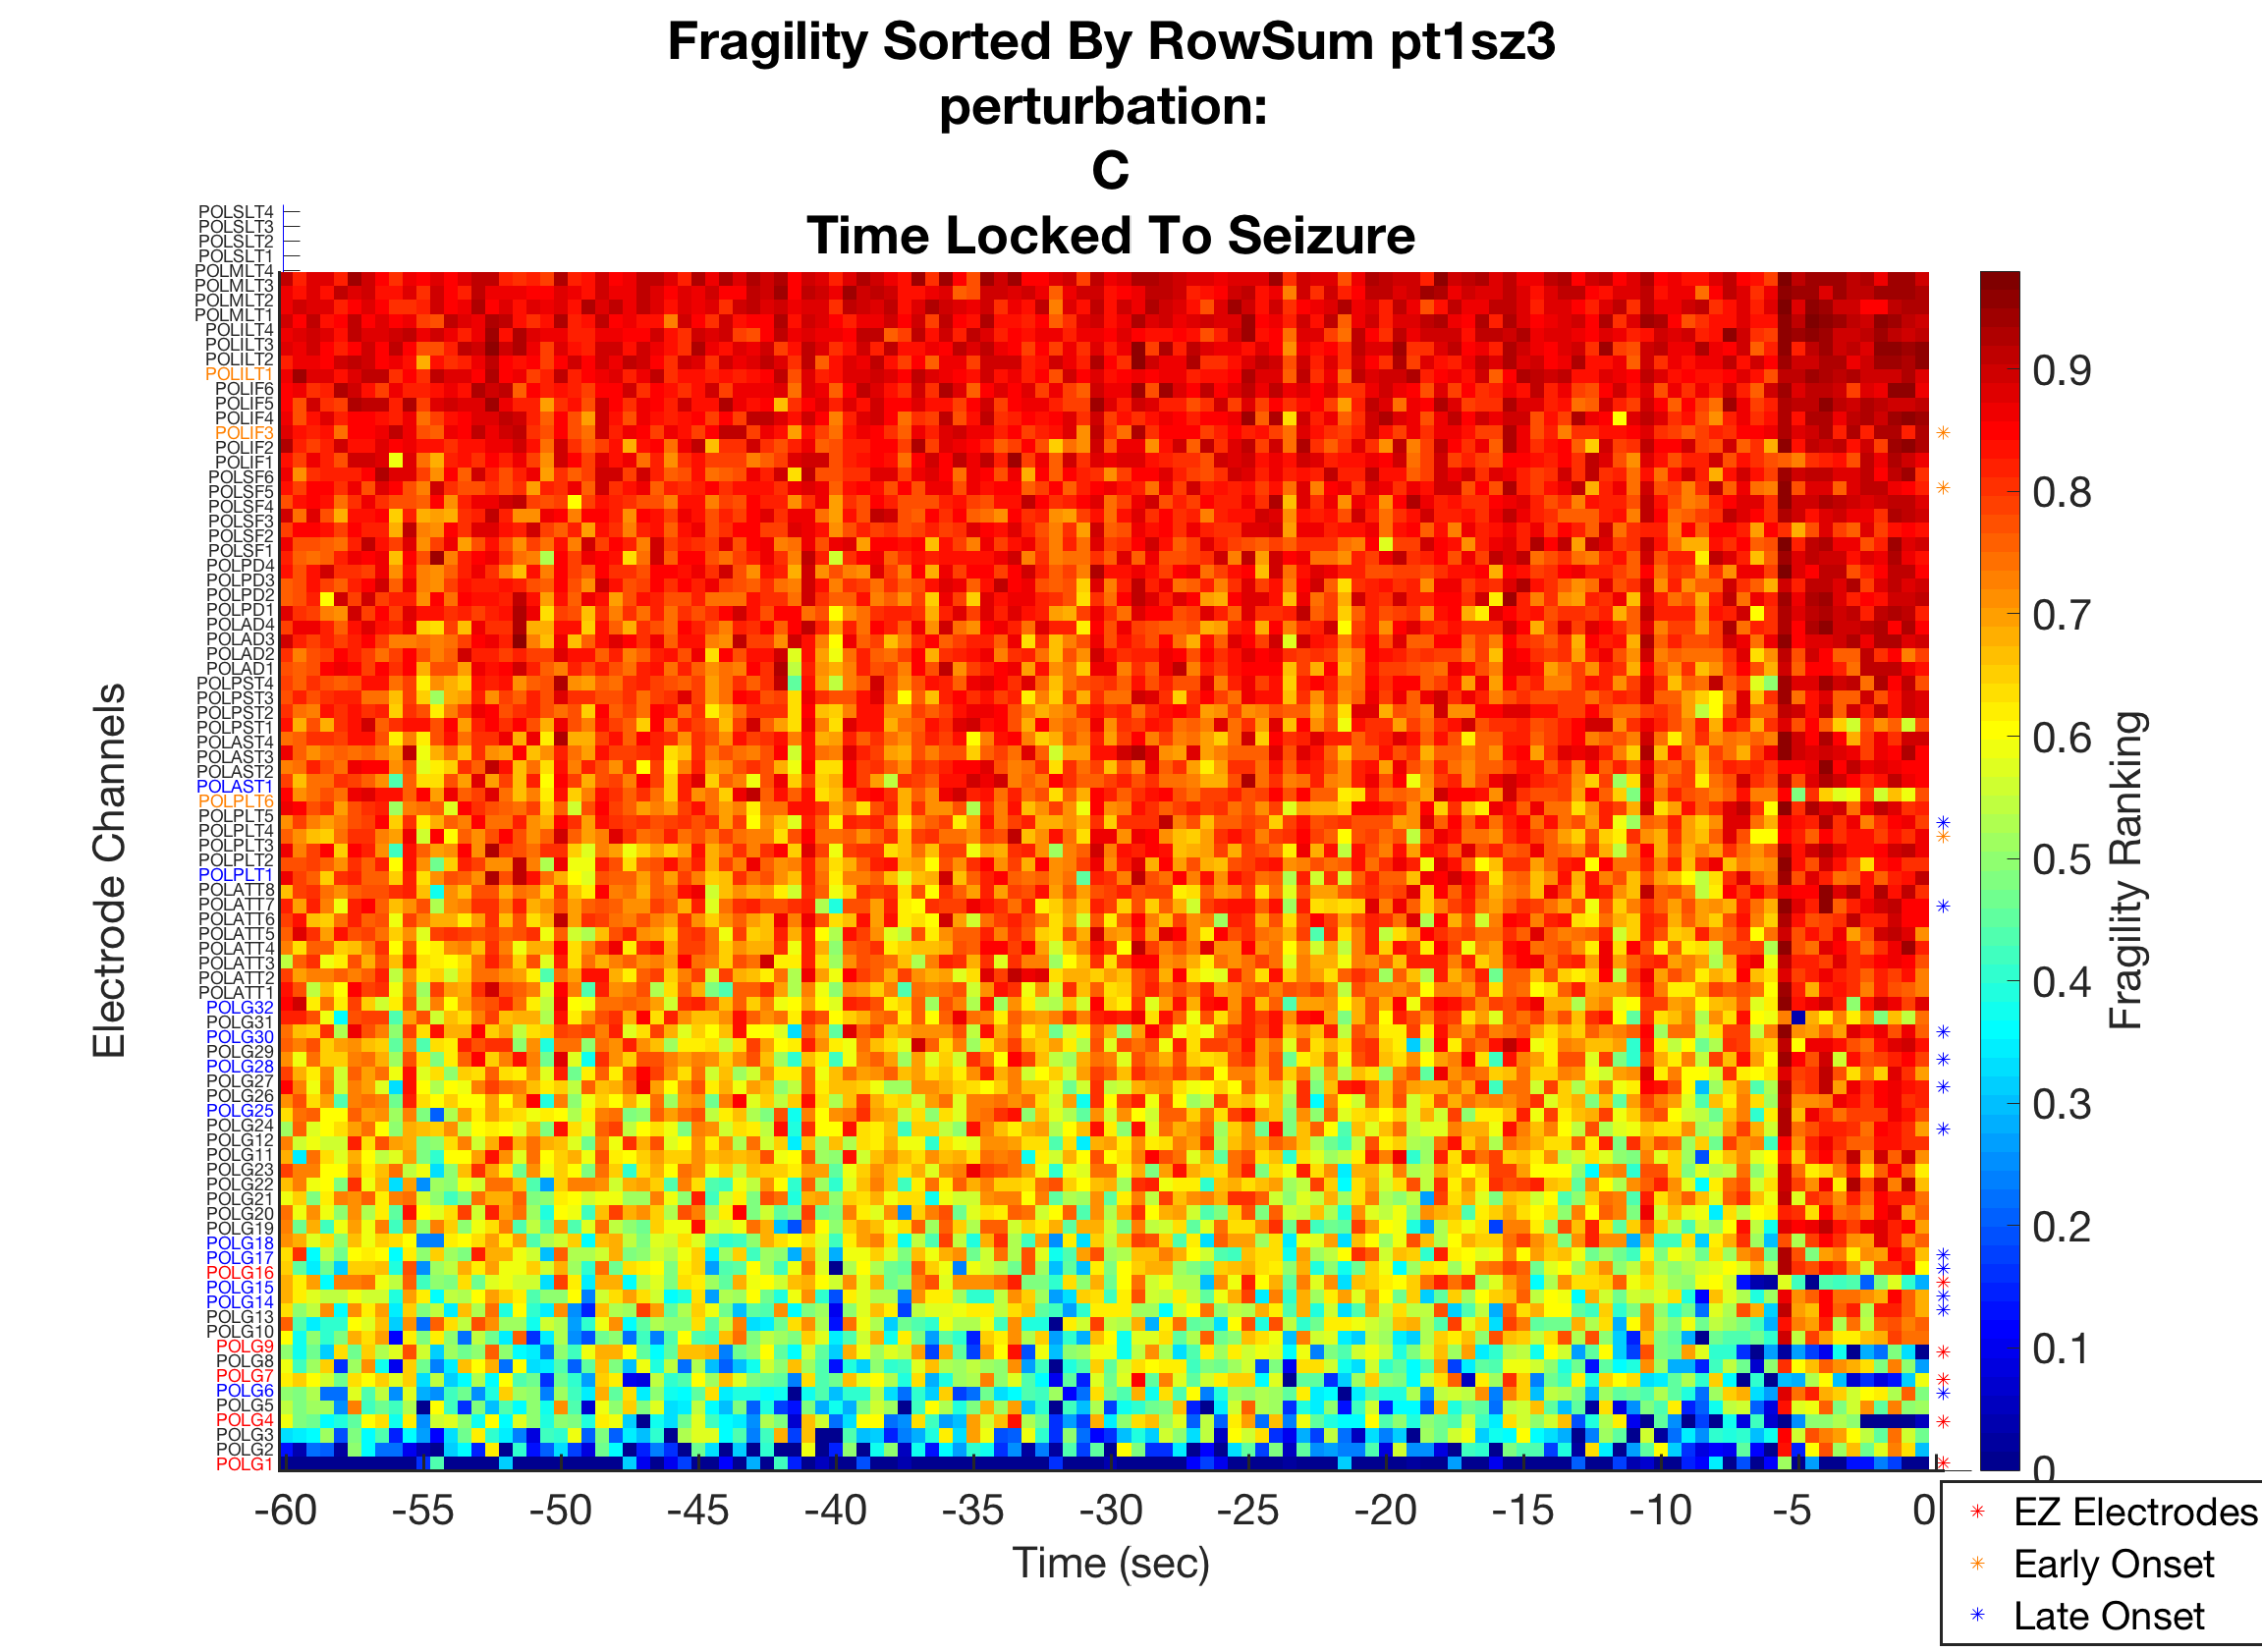 Fragility Sorted By RowSum pt1sz3
perturbation:
C
Time Locked To Seizure
POLSLT4
POLSLT3
POLSLT2
POLSLT1
POLMLT4
POLMLT3
POLMLT2
POLMLT1
POLILT4
POLILT3
POLILT2
POLILT1
POLIF6
POLIF5
POLIF4
POLIF3
POLIF2
POLIF1
POLSF6
POLSF5
POLSF4
POLSF3
POLSF2
POLSF1
POLPD4
POLPD3
POLPD2
POLPD1
POLAD4
POLAD3
POLAD2
POLAD1
POLPST4
POLPST3
POLPST2
POLPST1
POLAST4
POLAST3
POLAST2
POLAST1
POLPLT6
POLPLT5
POLPLT4
POLPLT3
POLPLT2
POLPLT1
POLATT8
POLATT7
POLATT6
POLATT5
POLATT4
POLATT3
POLATT2
POLATT1
POLG32
POLG31
POLG30
POLG29
POLG28
POLG27
POLG26
POLG25
POLG24
POLG12
POLG11
POLG23
POLG22
POLG21
POLG20
POLG19
POLG18
POLG17
POLG16
POLG15
POLG14
POLG13
POLG10
POLG9
POLG8
POLG7
POLG6
POLG5
POLG4
POLG3
POLG2
POLG1
Electrode Channels
-60 -55 -50 -45 -40 -35 -30 -25 -20 -15 -10 -5 0
Time (sec)
0.9
0.8
0.7
0.6
0.5
0.4
0.3
0.2
0.1
0
Fragility Ranking
EZ Electrodes
Early Onset
Late Onset